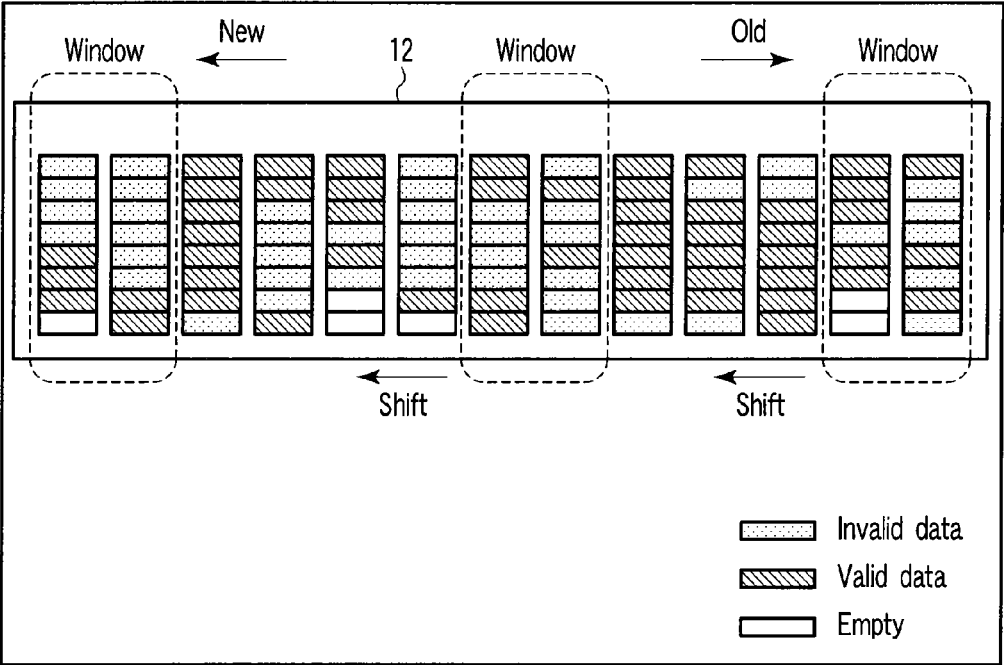 New
12
Old
Window
Window
Window
Shift
Shift
Invalid data
Valid data
Empty